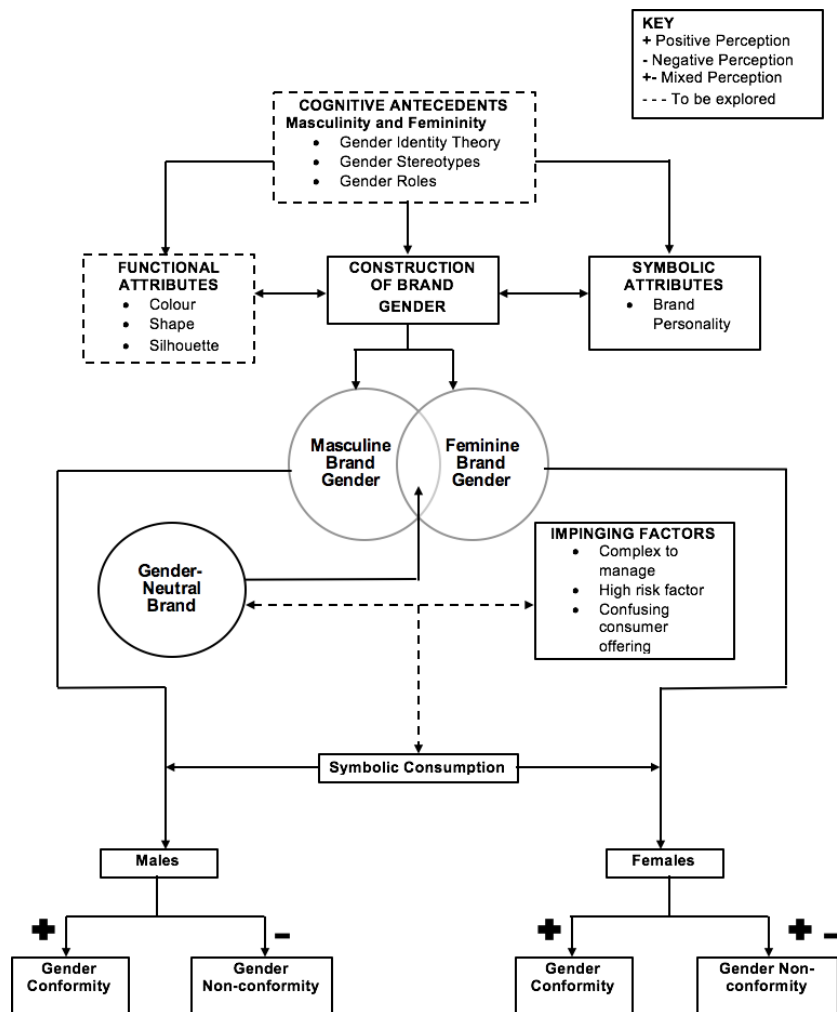 KEY
+ Positive Perception
- Negative Perception
+- Mixed Perception
- - - To be explored
COGNITIVE ANTECEDENTS
Masculinity and Femininity
• Gender Identity Theory
• Gender Stereotypes
• Gender Roles
FUNCTIONAL
ATTRIBUTES
• Colour
• Shape
• Silhouette
CONSTRUCTION
OF BRAND
GENDER
SYMBOLIC
ATTRIBUTES
• Brand
Personality
Masculine
Brand
Gender
Feminine
Brand
Gender
Gender-
Neutral
Brand
IMPINGING FACTORS
• Complex to
manage
• High risk factor
• Confusing
consumer
offering
Symbolic Consumption
Males
Females
+
-
+
+ -
Gender
Conformity
Gender
Non-conformity
Gender
Conformity
Gender Non-
conformity